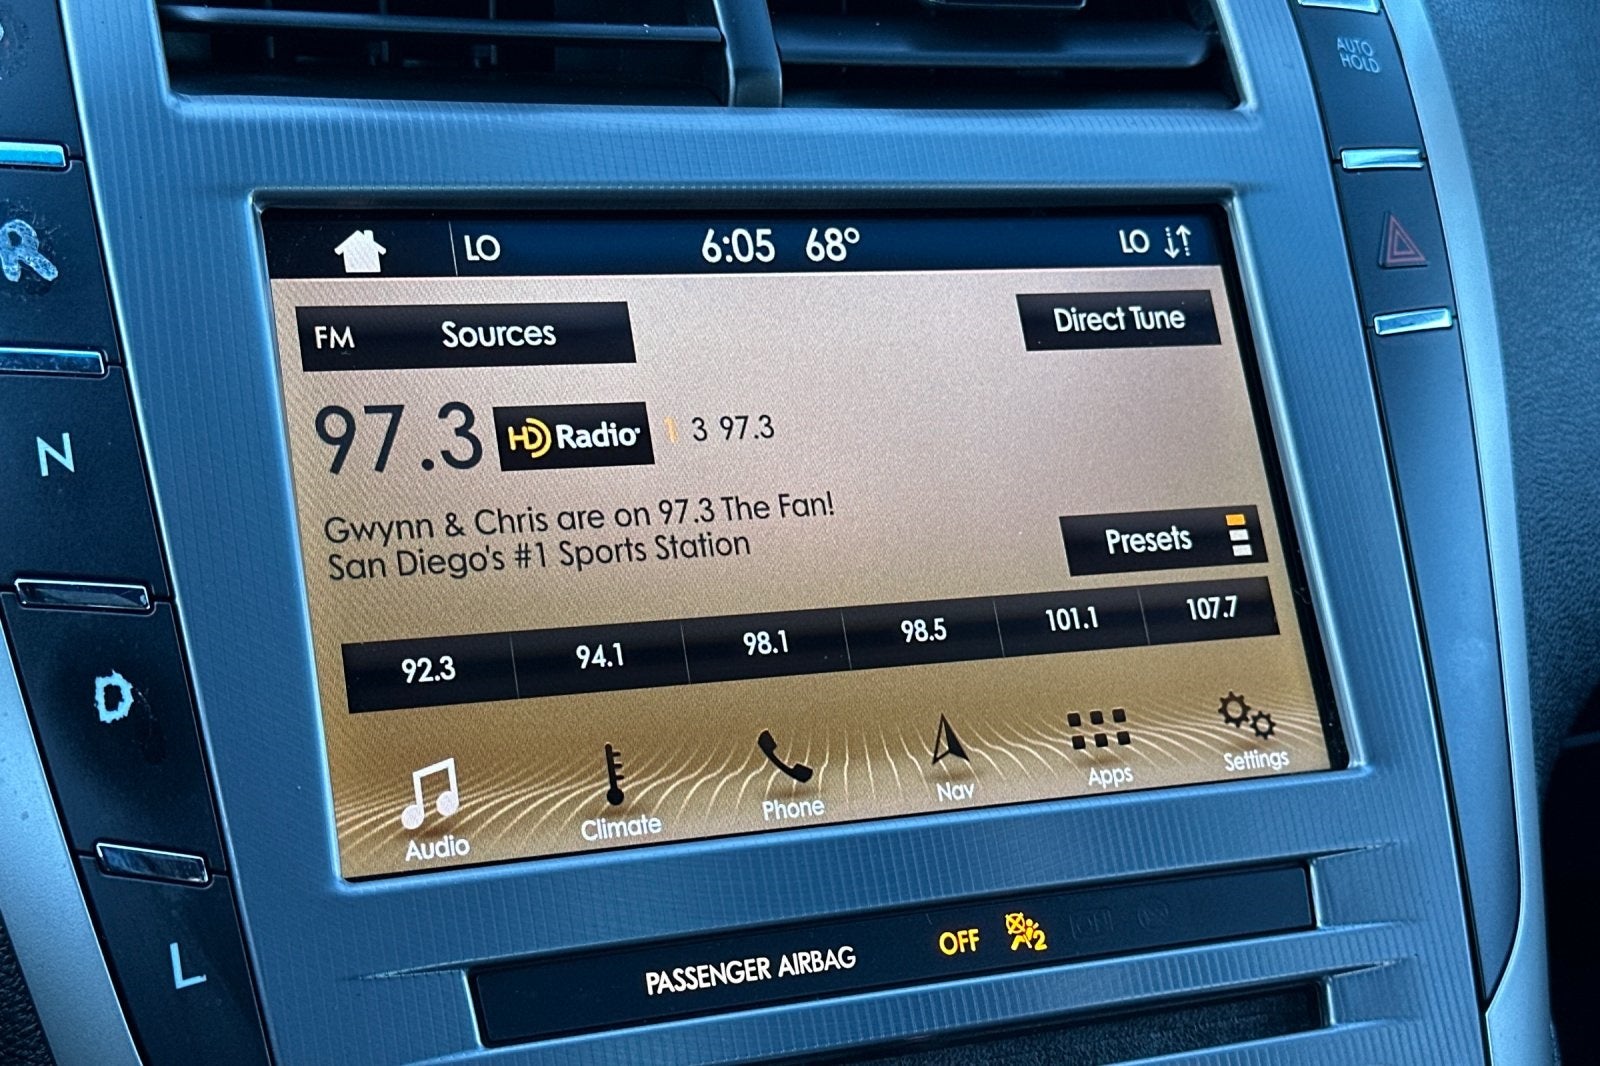 AUTO
HOLD
LO
6:05 68°
LO
FM Sources
Direct Tune
97.3
HD Radio
1 3 97.3
Gwynn & Chris are on 97.3 The Fan!
San Diego's #1 Sports Station
Presets
92.3 94.1 98.1 98.5 101.1 107.7
Audio
Climate
Phone
Nav
Apps
Settings
R
N
D
L
PASSENGER AIRBAG
OFF
2